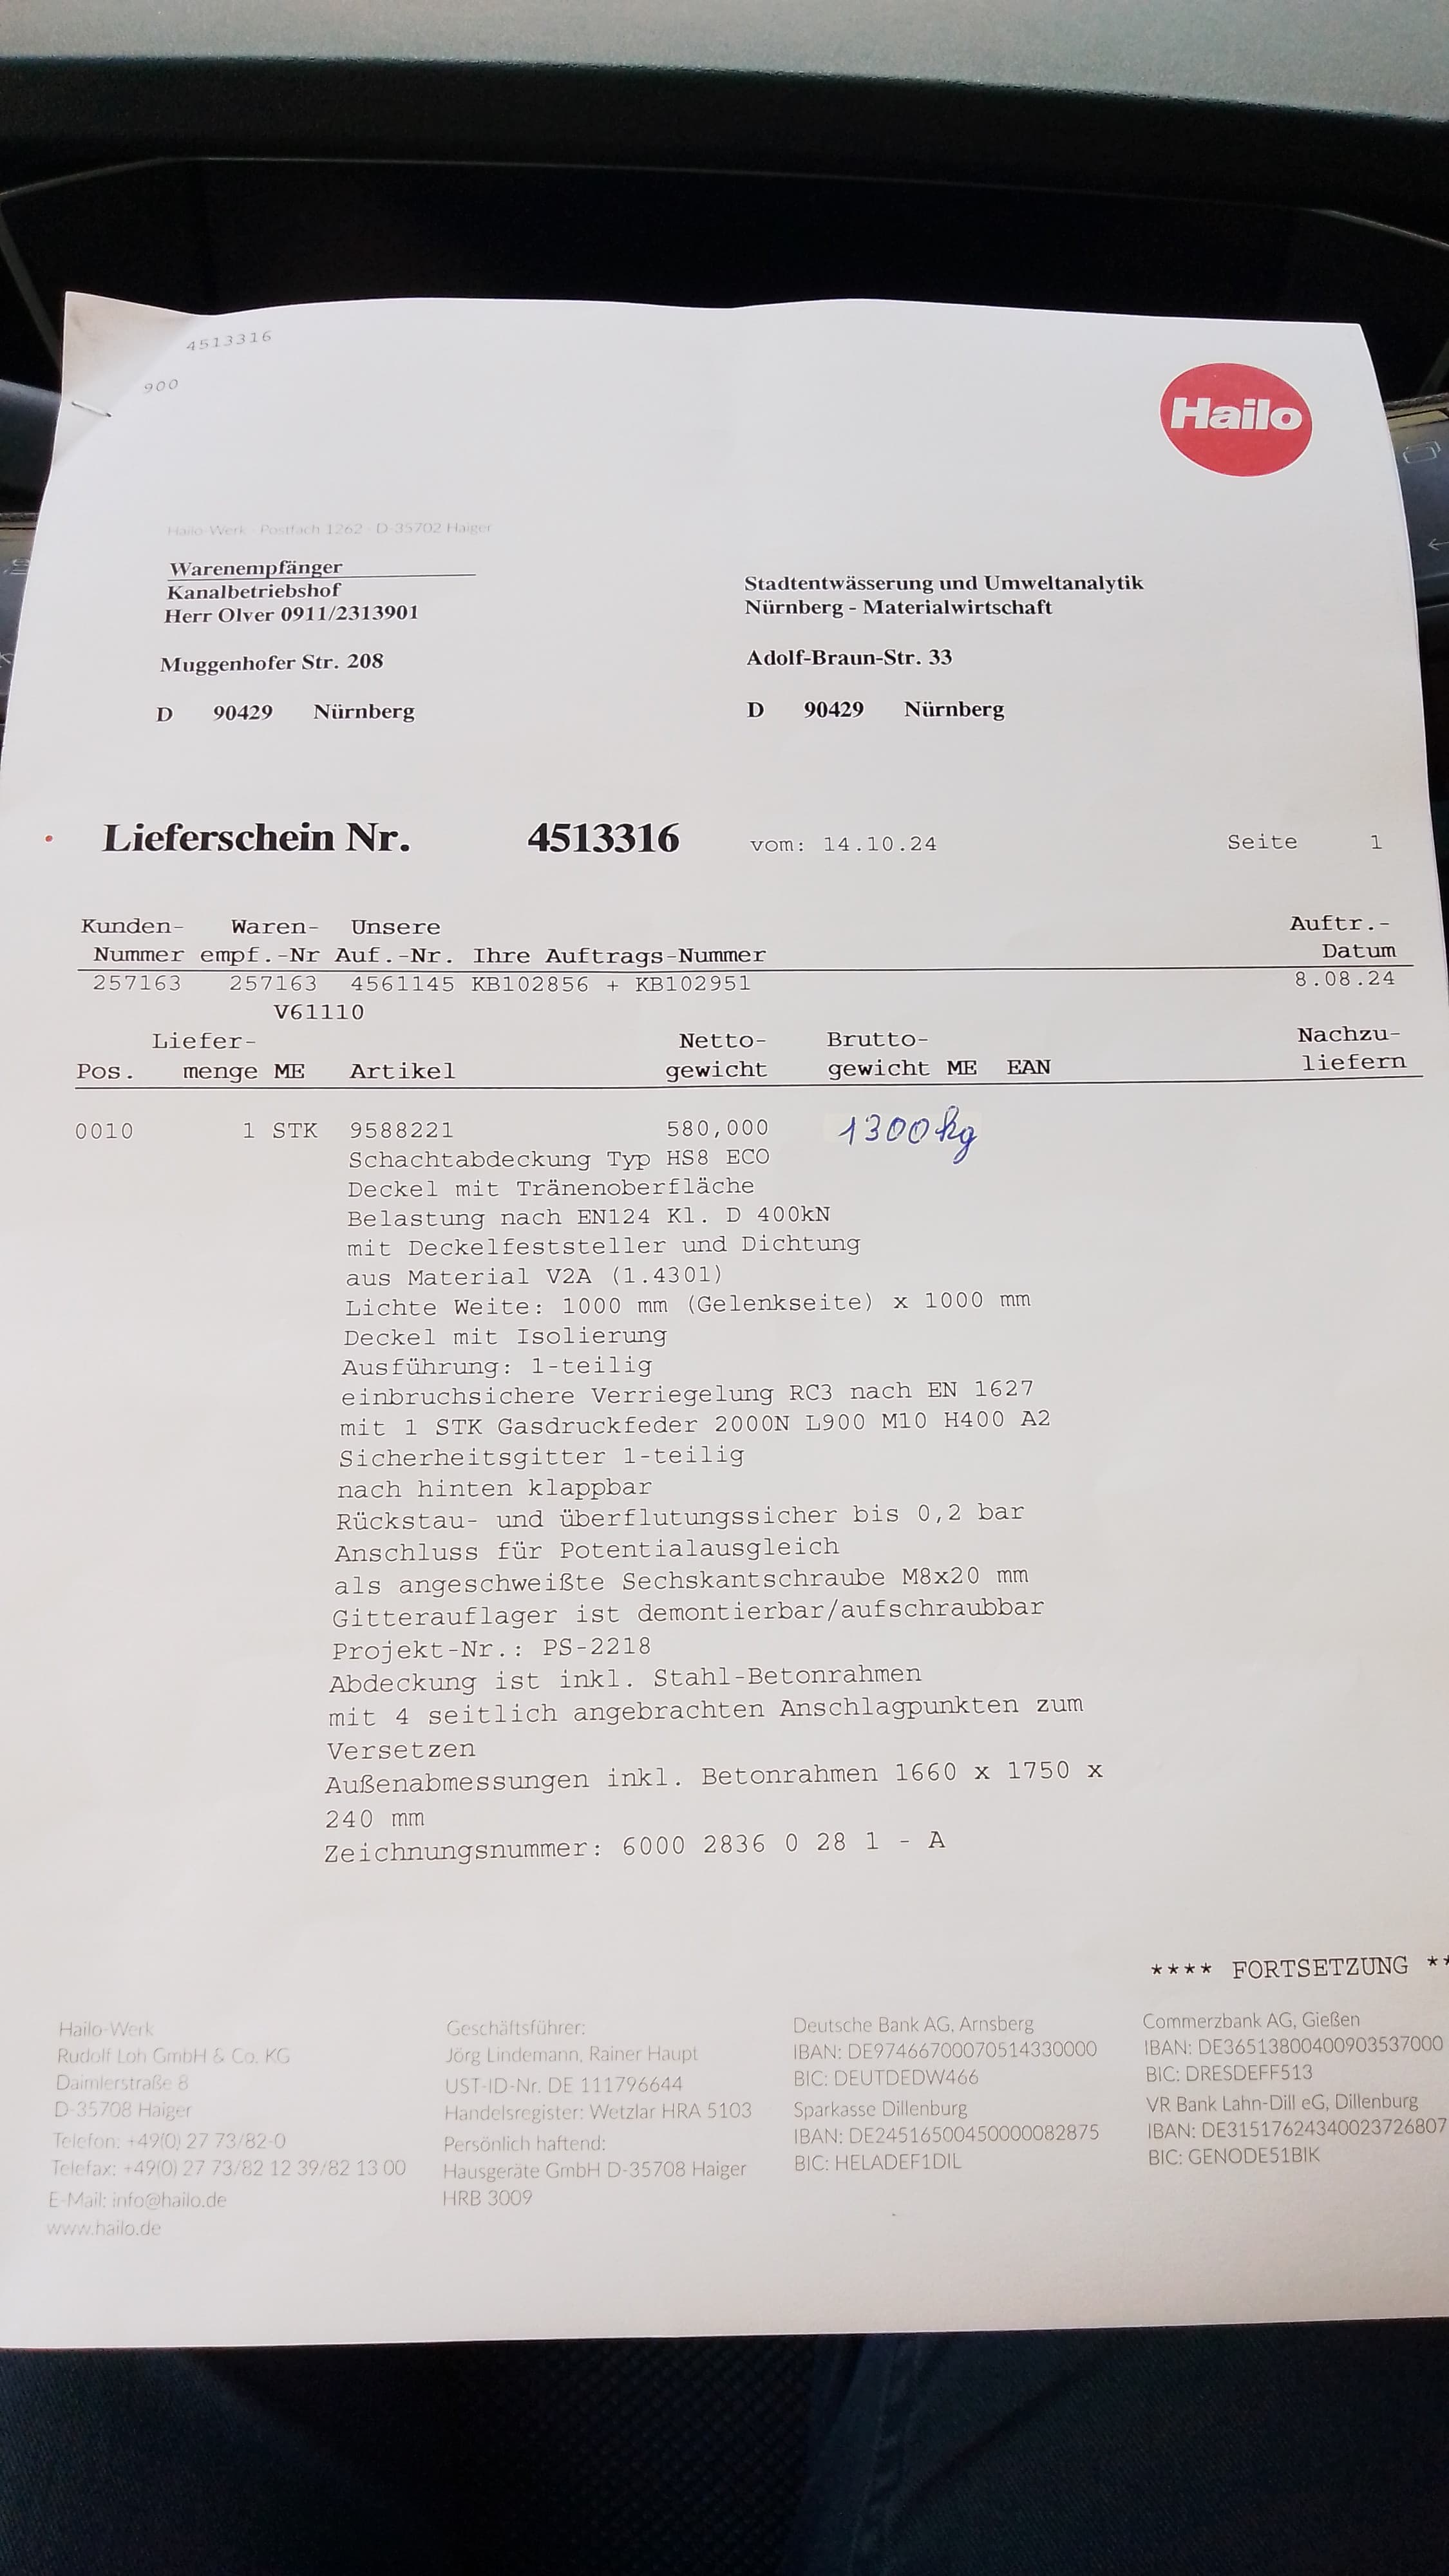 4513316
900
Hailo
Hailo-Werk · Postfach 1262 · D-35702 Haiger
Warenempfänger
Kanalbetriebshof
Herr Olver 0911/2313901
Muggenhofer Str. 208
D 90429 Nürnberg
Stadtentwässerung und Umweltanalytik
Nürnberg - Materialwirtschaft
Adolf-Braun-Str. 33
D 90429 Nürnberg
Lieferschein Nr. 4513316 vom: 14.10.24 Seite 1
Kunden- Waren- Unsere Auftr.-
Nummer empf.-Nr Auf.-Nr. Ihre Auftrags-Nummer Datum
257163 257163 4561145 KB102856 + KB102951 8.08.24
V61110
Liefer- Netto- Brutto- Nachzu-
Pos. menge ME Artikel gewicht gewicht ME EAN liefern
0010 1 STK 9588221 580,000 1300kg
Schachtabdeckung Typ HS8 ECO
Deckel mit Tränenoberfläche
Belastung nach EN124 Kl. D 400kN
mit Deckelfeststeller und Dichtung
aus Material V2A (1.4301)
Lichte Weite: 1000 mm (Gelenkseite) x 1000 mm
Deckel mit Isolierung
Ausführung: 1-teilig
einbruchsichere Verriegelung RC3 nach EN 1627
mit 1 STK Gasdruckfeder 2000N L900 M10 H400 A2
Sicherheitsgitter 1-teilig
nach hinten klappbar
Rückstau- und überflutungssicher bis 0,2 bar
Anschluss für Potentialausgleich
als angeschweißte Sechskantschraube M8x20 mm
Gitterauflager ist demontierbar/aufschraubbar
Projekt-Nr.: PS-2218
Abdeckung ist inkl. Stahl-Betonrahmen
mit 4 seitlich angebrachten Anschlagpunkten zum
Versetzen
Außenabmessungen inkl. Betonrahmen 1660 x 1750 x
240 mm
Zeichnungsnummer: 6000 2836 0 28 1 - A
**** FORTSETZUNG **
Hailo-Werk
Rudolf Loh GmbH & Co. KG
Daimlerstraße 8
D-35708 Haiger
Telefon: +49(0) 27 73/82-0
Telefax: +49(0) 27 73/82 12 39/82 13 00
E-Mail: info@hailo.de
www.hailo.de
Geschäftsführer:
Jörg Lindemann, Rainer Haupt
UST-ID-Nr. DE 111796644
Handelsregister: Wetzlar HRA 5103
Persönlich haftend:
Hausgeräte GmbH D-35708 Haiger
HRB 3009
Deutsche Bank AG, Arnsberg
IBAN: DE97466700070514330000
BIC: DEUTDEDW466
Sparkasse Dillenburg
IBAN: DE24516500450000082875
BIC: HELADEF1DIL
Commerzbank AG, Gießen
IBAN: DE36513800400903537000
BIC: DRESDEFF513
VR Bank Lahn-Dill eG, Dillenburg
IBAN: DE31517624340023726807
BIC: GENODE51BIK